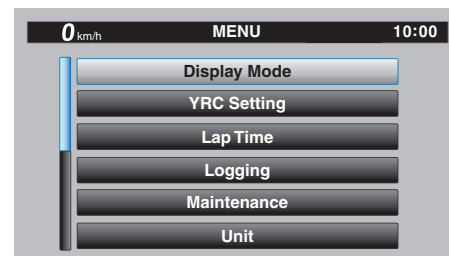 0 km/h MENU 10:00
Display Mode
YRC Setting
Lap Time
Logging
Maintenance
Unit